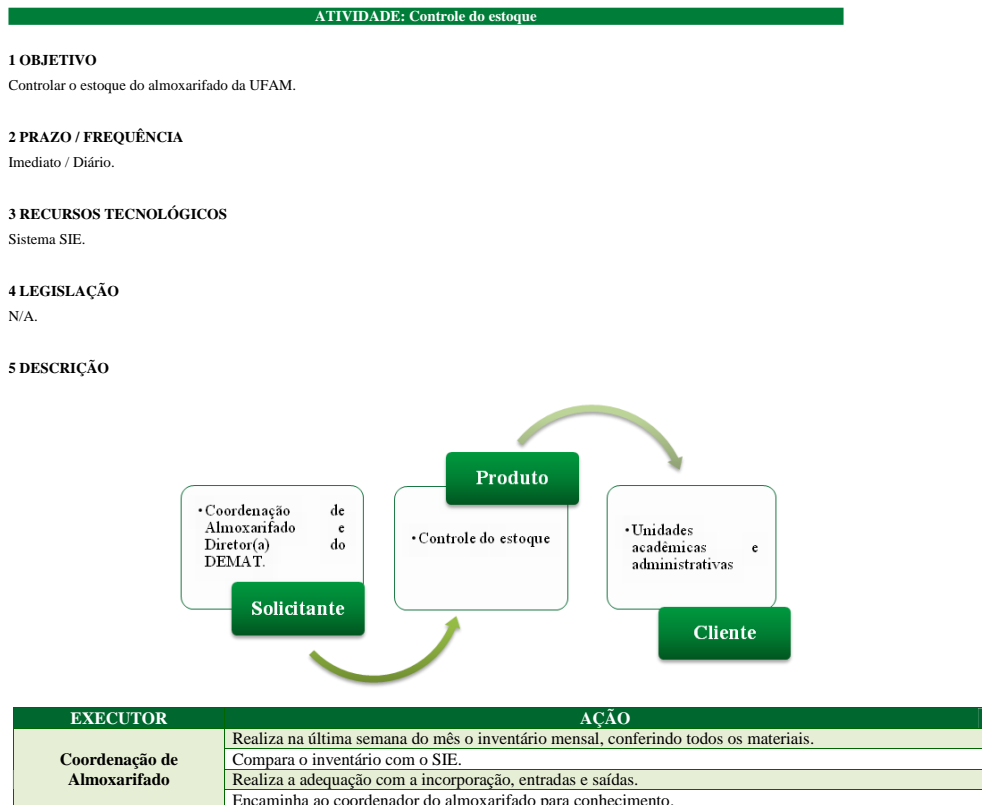 ATIVIDADE: Controle do estoque
1 OBJETIVO
Controlar o estoque do almoxarifado da UFAM.
2 PRAZO / FREQUÊNCIA
Imediato / Diário.
3 RECURSOS TECNOLÓGICOS
Sistema SIE.
4 LEGISLAÇÃO
N/A.
5 DESCRIÇÃO
•Coordenação de
Almoxarifado e
Diretor(a) do
DEMAT.
Solicitante
Produto
•Controle do estoque
•Unidades
acadêmicas e
administrativas
Cliente
EXECUTOR AÇÃO
Coordenação de
Almoxarifado
Realiza na última semana do mês o inventário mensal, conferindo todos os materiais.
Compara o inventário com o SIE.
Realiza a adequação com a incorporação, entradas e saídas.
Encaminha ao coordenador do almoxarifado para conhecimento.